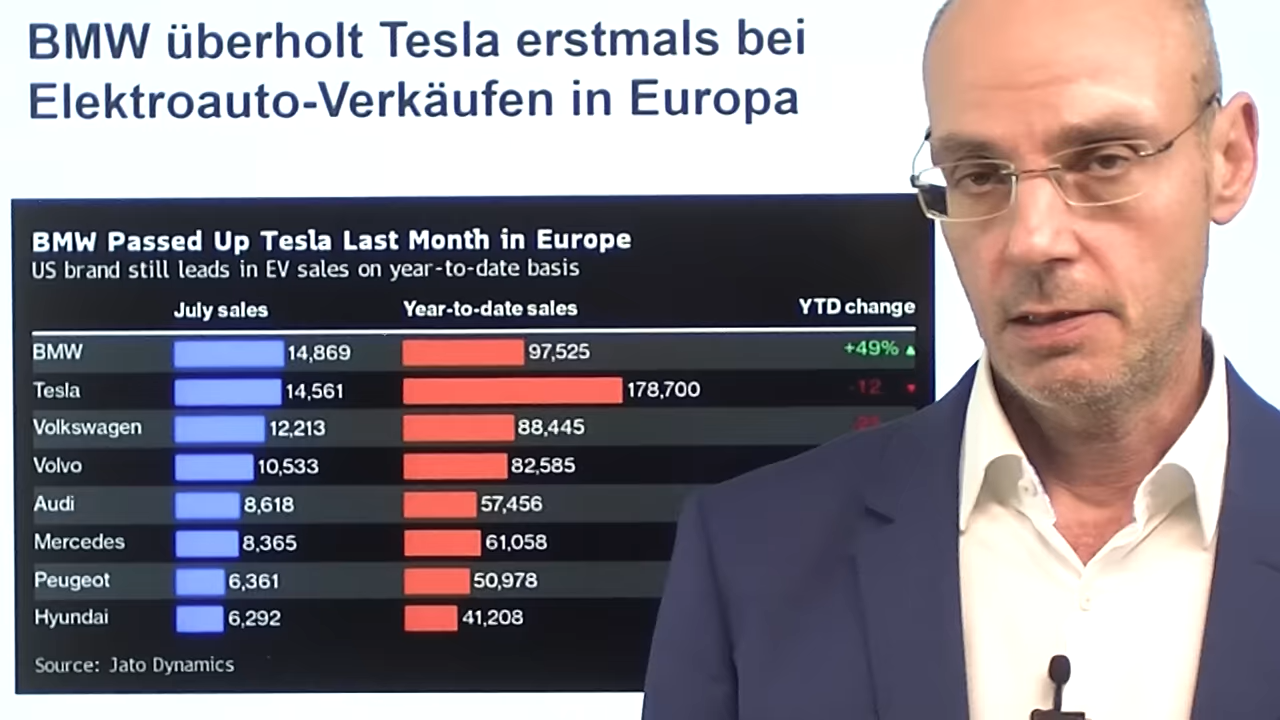 BMW überholt Tesla erstmals bei
Elektroauto-Verkäufen in Europa
BMW Passed Up Tesla Last Month in Europe
US brand still leads in EV sales on year-to-date basis
July sales Year-to-date sales YTD change
BMW 14,869 97,525 +49% ▲
Tesla 14,561 178,700 -12 ▼
Volkswagen 12,213 88,445
Volvo 10,533 82,585
Audi 8,618 57,456
Mercedes 8,365 61,058
Peugeot 6,361 50,978
Hyundai 6,292 41,208
Source: Jato Dynamics